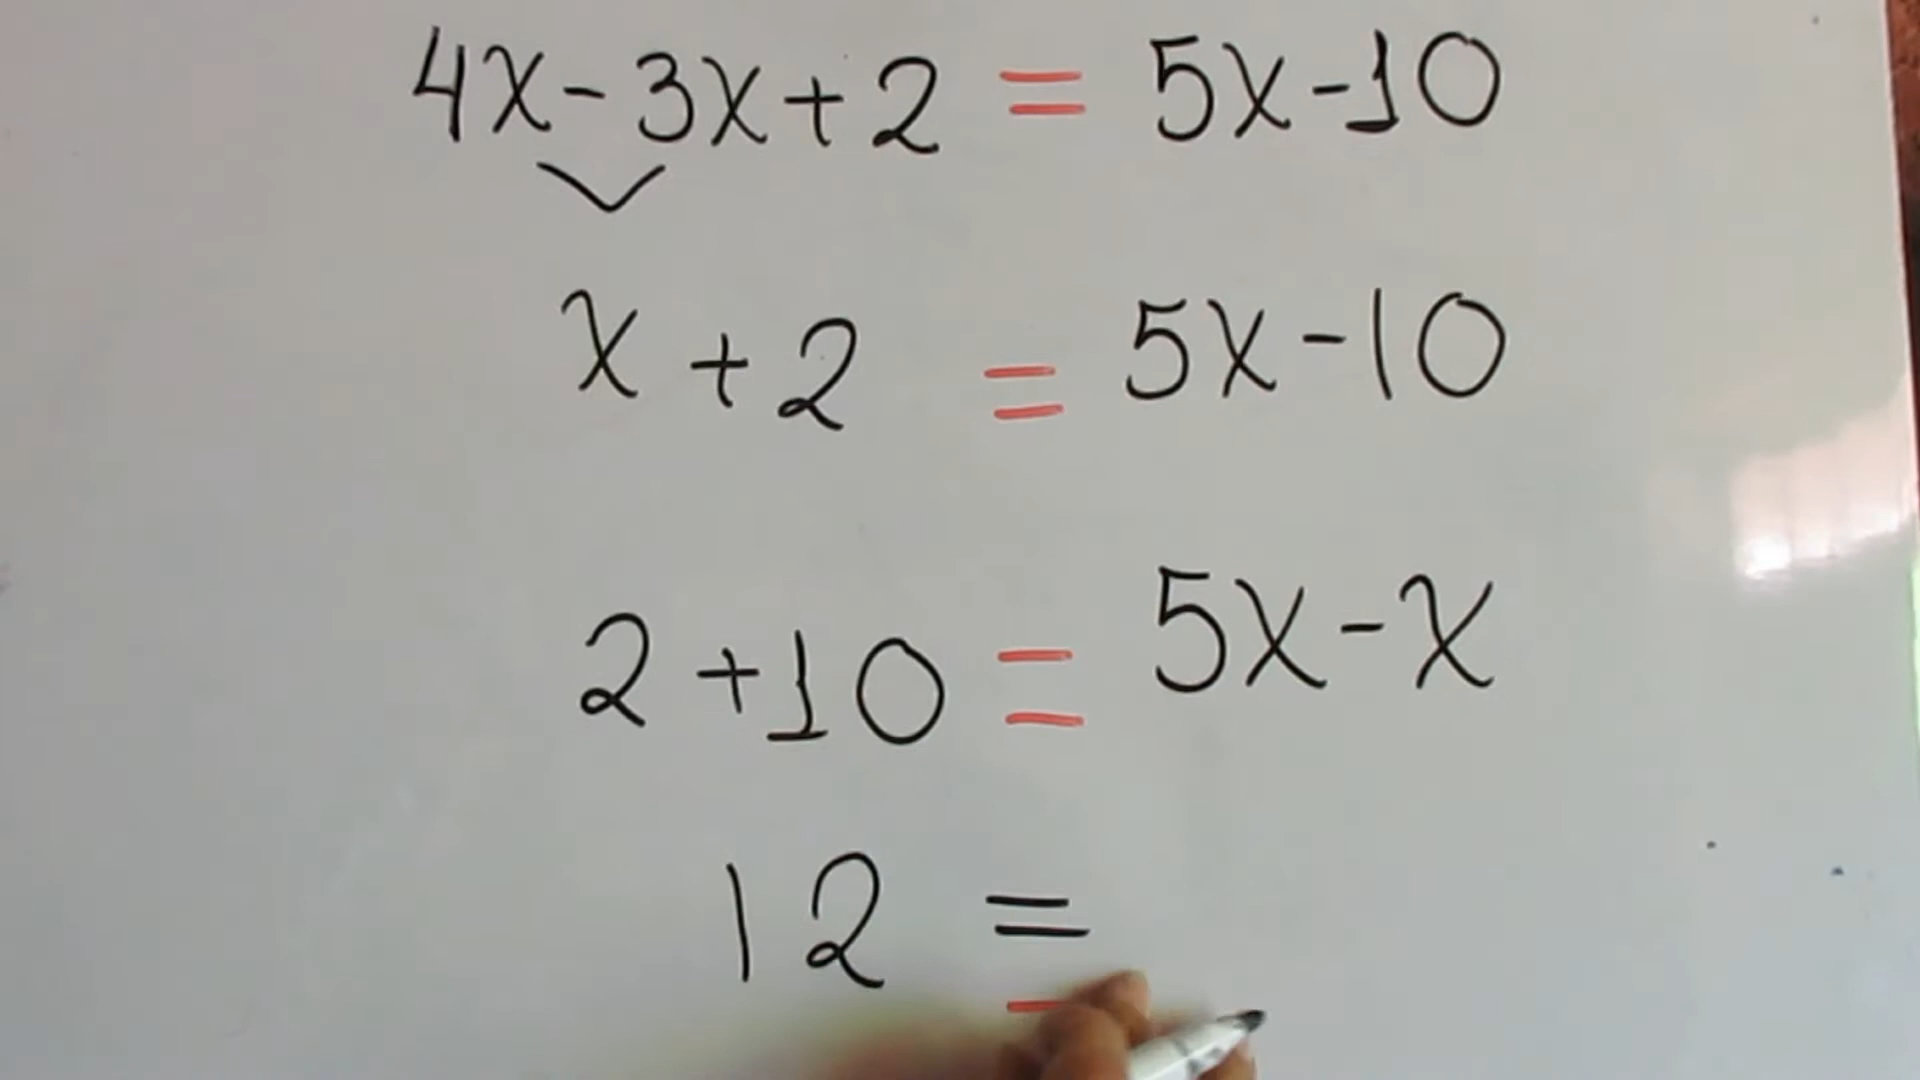 4x-3x+2 = 5x-10
x+2 = 5x-10
2+10 = 5x-x
12 =